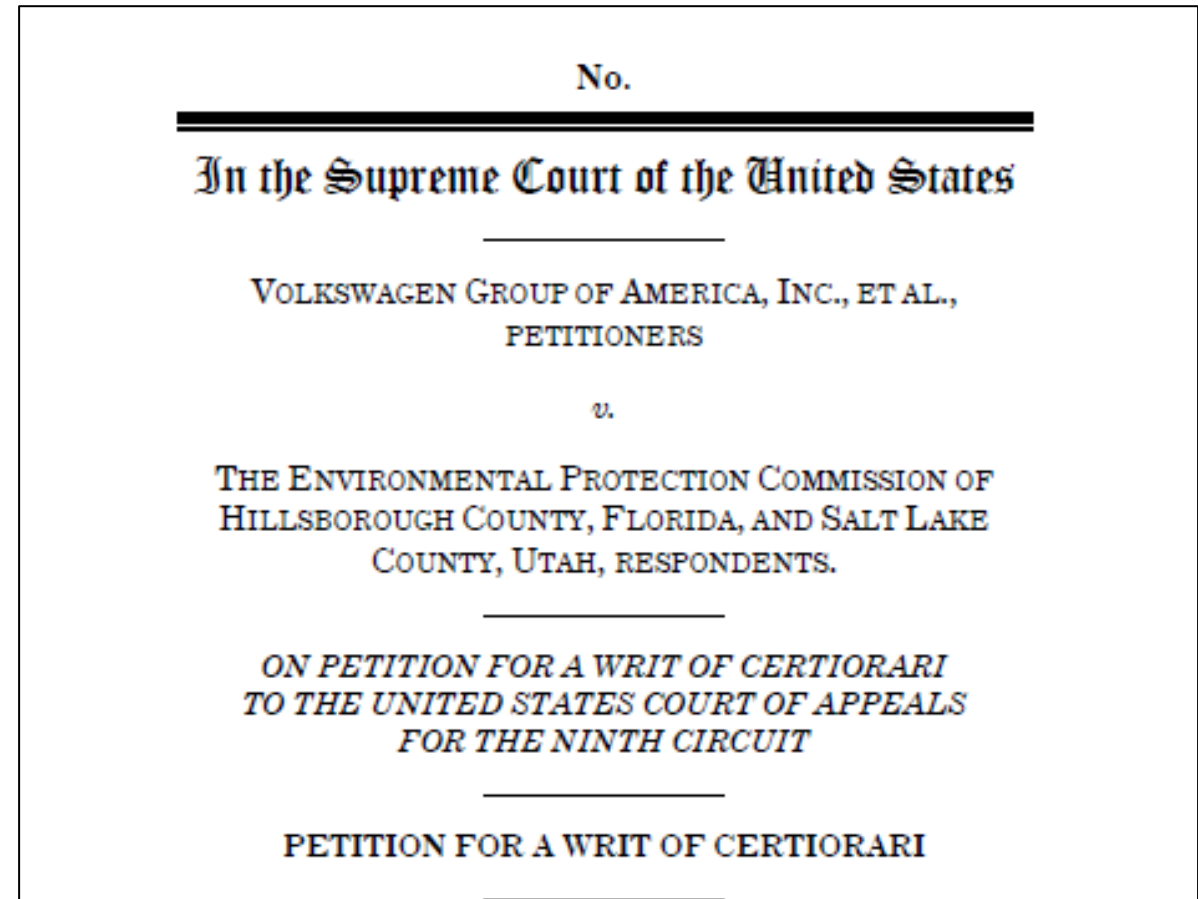 No.
In the Supreme Court of the United States
VOLKSWAGEN GROUP OF AMERICA, INC., ET AL.,
PETITIONERS
v.
THE ENVIRONMENTAL PROTECTION COMMISSION OF
HILLSBOROUGH COUNTY, FLORIDA, AND SALT LAKE
COUNTY, UTAH, RESPONDENTS.
ON PETITION FOR A WRIT OF CERTIORARI
TO THE UNITED STATES COURT OF APPEALS
FOR THE NINTH CIRCUIT
PETITION FOR A WRIT OF CERTIORARI